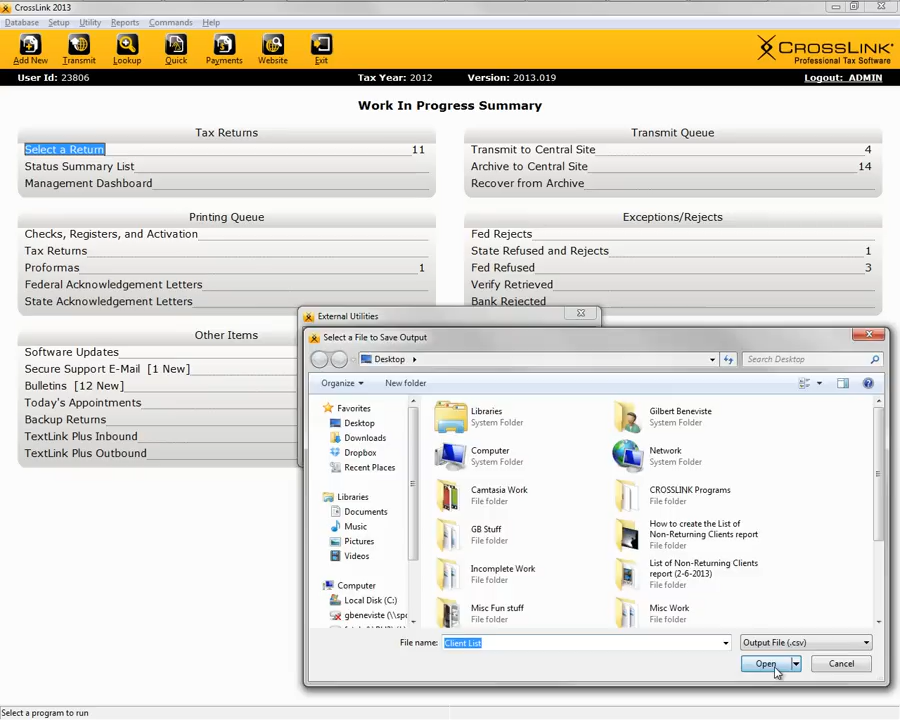 CrossLink 2013
Database Setup Utility Reports Commands Help
Add New Transmit Lookup Quick Payments Website Exit
CROSSLINK
Professional Tax Software
User Id: 23806 Tax Year: 2012 Version: 2013.019 Logout: ADMIN
Work In Progress Summary
Tax Returns
Select a Return 11
Status Summary List
Management Dashboard
Transmit Queue
Transmit to Central Site 4
Archive to Central Site 14
Recover from Archive
Printing Queue
Checks, Registers, and Activation
Tax Returns
Proformas 1
Federal Acknowledgement Letters
State Acknowledgement Letters
Exceptions/Rejects
Fed Rejects
State Refused and Rejects 1
Fed Refused 3
Verify Retrieved
Bank Rejected
Other Items
Software Updates
Secure Support E-Mail [1 New]
Bulletins [12 New]
Today's Appointments
Backup Returns
TextLink Plus Inbound
TextLink Plus Outbound
External Utilities
Select a File to Save Output
Desktop
Search Desktop
Organize New folder
Favorites
Desktop
Downloads
Dropbox
Recent Places
Libraries
Documents
Music
Pictures
Videos
Computer
Local Disk (C:)
gbeneviste (\\spo
Libraries
System Folder
Gilbert Beneviste
System Folder
Computer
System Folder
Network
System Folder
Camtasia Work
File folder
CROSSLINK Programs
File folder
GB Stuff
File folder
How to create the List of
Non-Returning Clients report
File folder
Incomplete Work
File folder
List of Non-Returning Clients
report (2-6-2013)
File folder
Misc Fun stuff
File folder
Misc Work
File folder
File name: Client List
Output File (.csv)
Open Cancel
Select a program to run